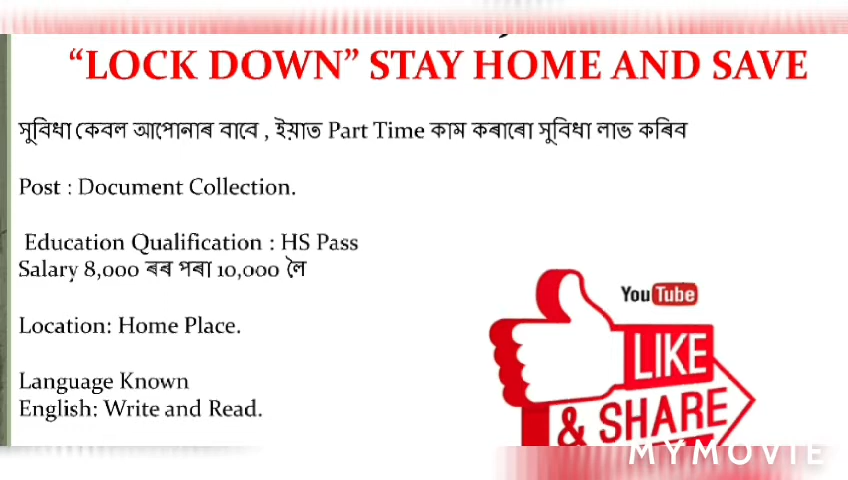 “LOCK DOWN” STAY HOME AND SAVE
সুবিধা কেবল আপোনাৰ বাবে , ইয়াত Part Time কাম কৰাৰো সুবিধা লাভ কৰিব
Post : Document Collection.
Education Qualification : HS Pass
Salary 8,000 ৰৰ পৰা 10,000 লৈ
Location: Home Place.
Language Known
English: Write and Read.
YouTube
LIKE
& SHARE
MYMOVIE